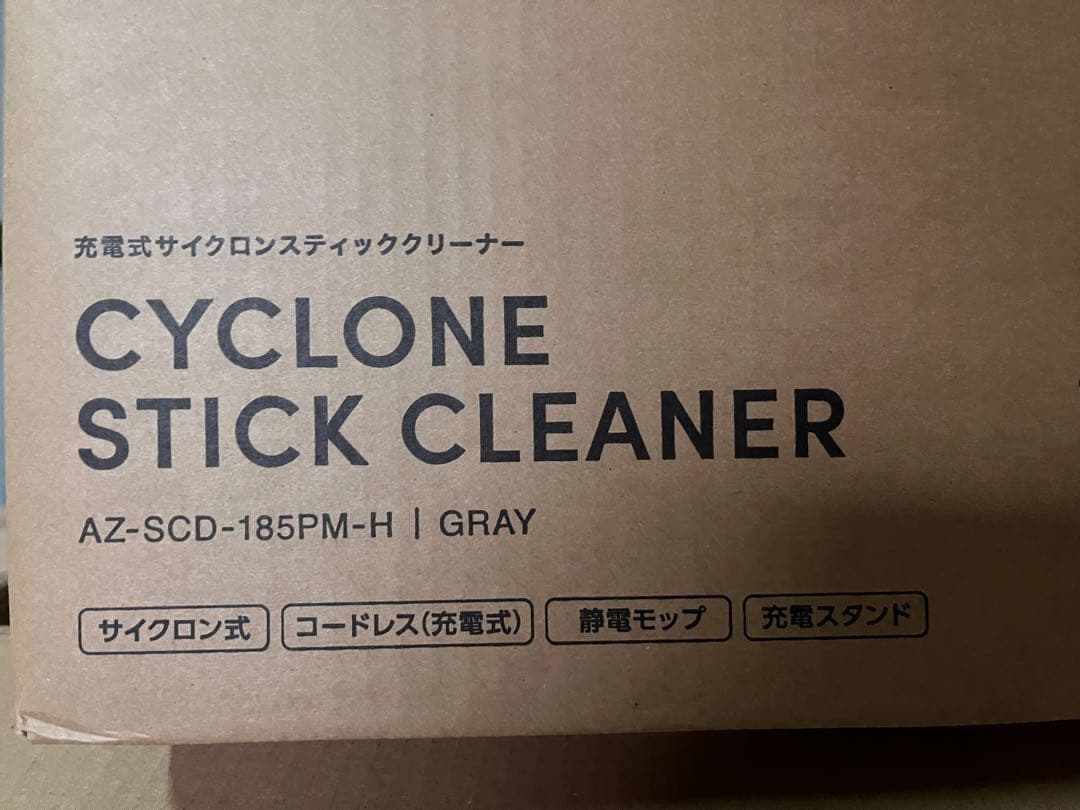 充電式サイクロンスティッククリーナー
CYCLONE
STICK CLEANER
AZ-SCD-185PM-H | GRAY
サイクロン式 コードレス(充電式) 静電モップ 充電スタンド